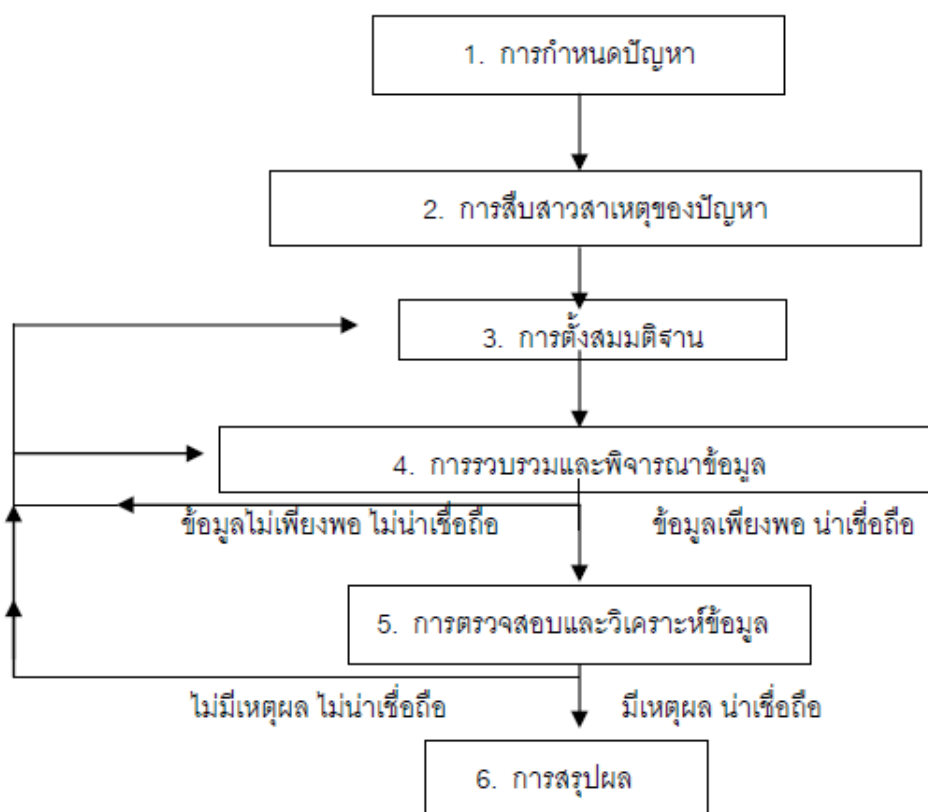 1. การกำหนดปัญหา
2. การสืบสาวสาเหตุของปัญหา
3. การตั้งสมมติฐาน
4. การรวบรวมและพิจารณาข้อมูล
ข้อมูลไม่เพียงพอ ไม่น่าเชื่อถือ ข้อมูลเพียงพอ น่าเชื่อถือ
5. การตรวจสอบและวิเคราะห์ข้อมูล
ไม่มีเหตุผล ไม่น่าเชื่อถือ มีเหตุผล น่าเชื่อถือ
6. การสรุปผล